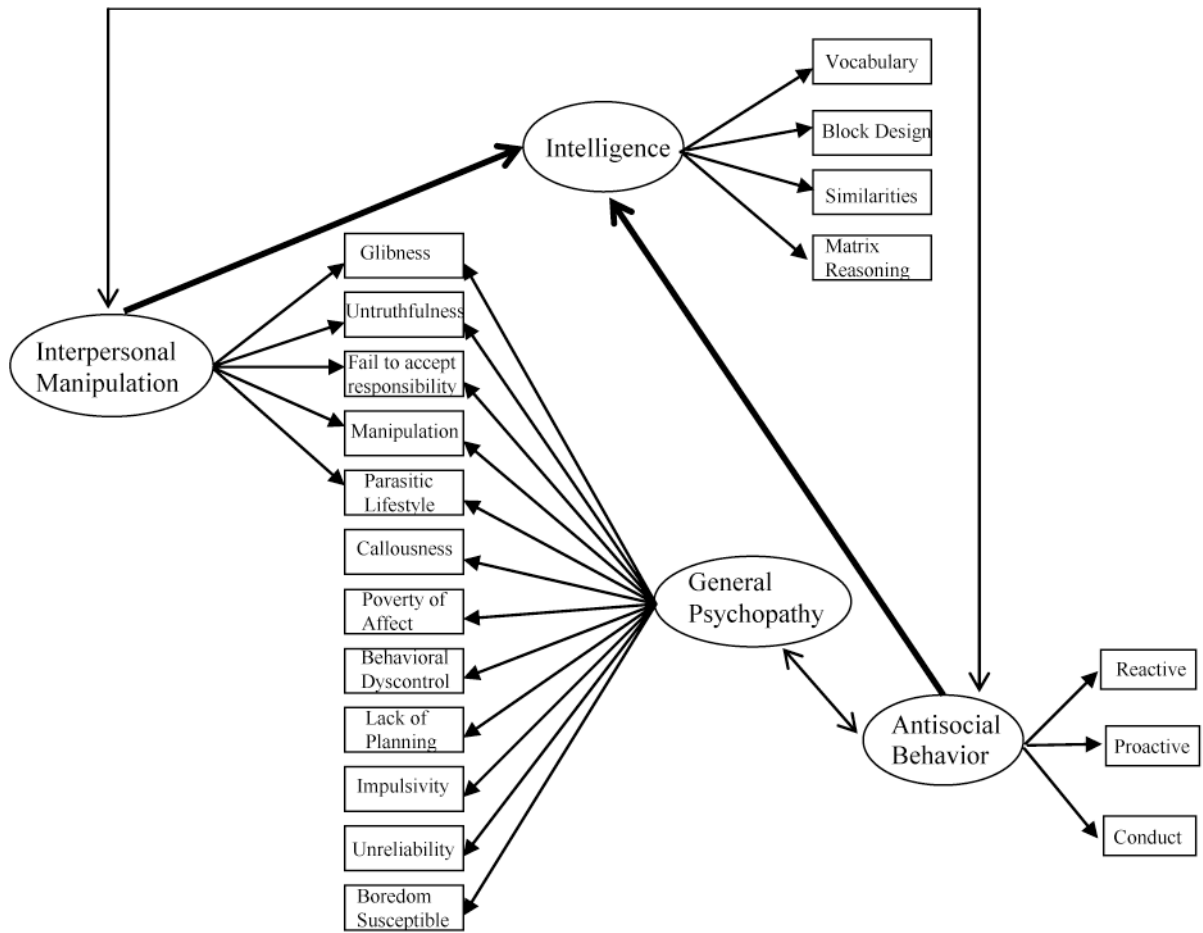 Vocabulary
Block Design
Intelligence
Similarities
Matrix
Reasoning
Glibness
Untruthfulness
Interpersonal
Manipulation
Fail to accept
responsibility
Manipulation
Parasitic
Lifestyle
Callousness
General
Psychopathy
Poverty of
Affect
Behavioral
Dyscontrol
Lack of
Planning
Impulsivity
Unreliability
Boredom
Susceptible
Antisocial
Behavior
Reactive
Proactive
Conduct